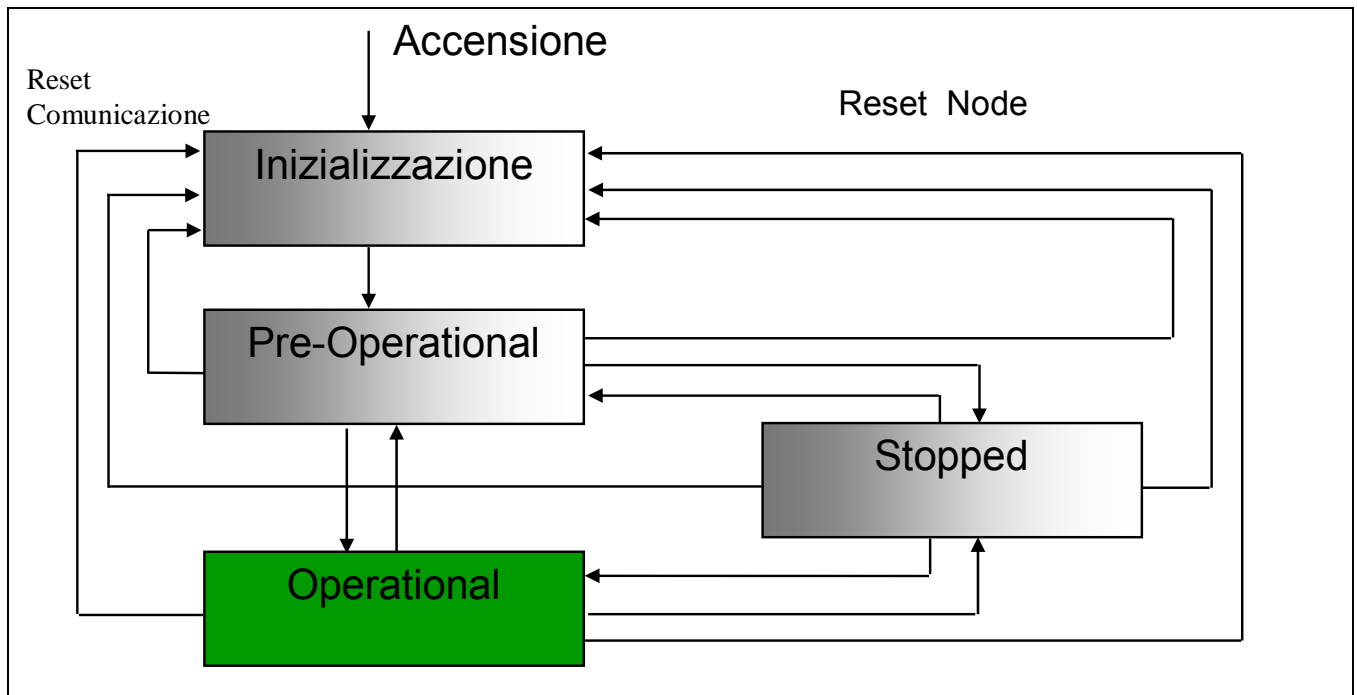 Accensione
Reset
Comunicazione
Reset Node
Inizializzazione
Pre-Operational
Stopped
Operational